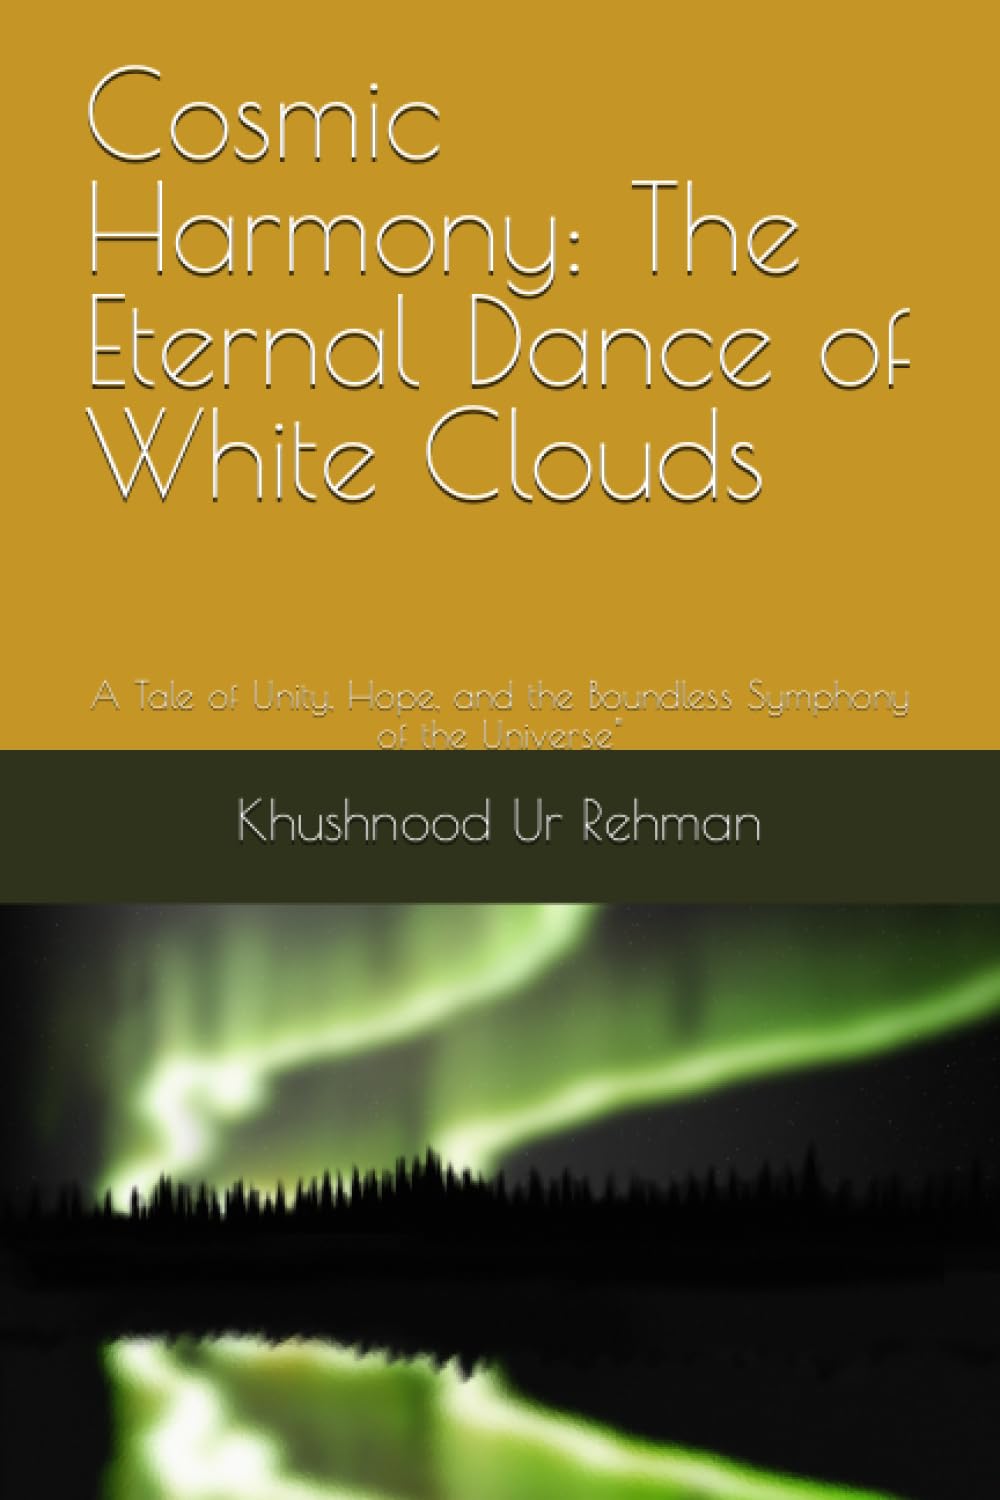 Cosmic
Harmony: The
Eternal Dance of
White Clouds
A Tale of Unity, Hope, and the Boundless Symphony
of the Universe"
Khushnood Ur Rehman